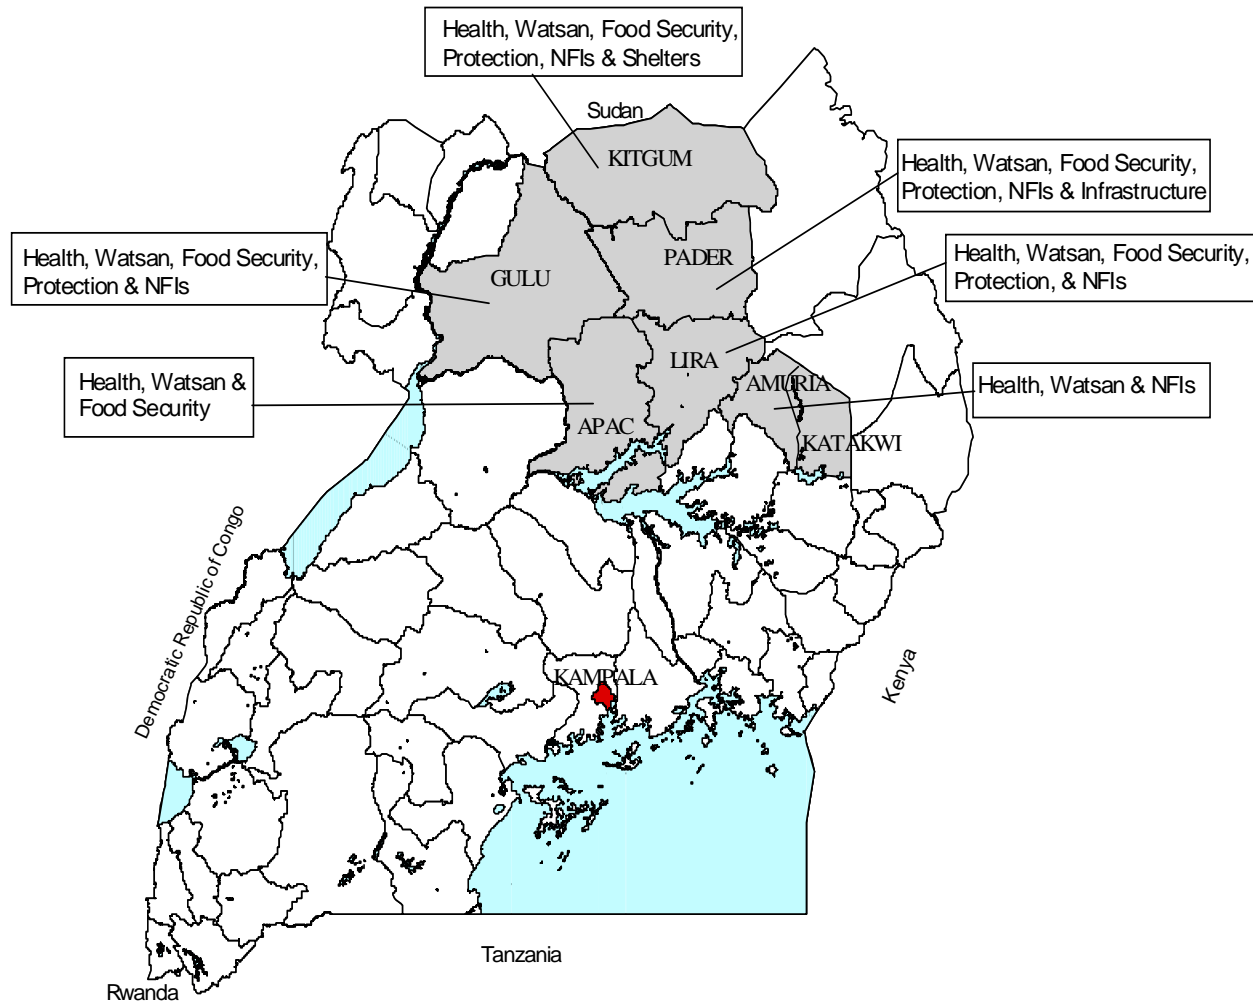 Health, Watsan, Food Security,
Protection, NFIs & Shelters
Sudan
KITGUM
Health, Watsan, Food Security,
Protection, NFIs & Infrastructure
Health, Watsan, Food Security,
Protection & NFIs
GULU
PADER
Health, Watsan, Food Security,
Protection, & NFIs
LIRA
Health, Watsan &
Food Security
AMURIA
Health, Watsan & NFIs
APAC
KATAKWI
Democratic Republic of Congo
KAMPALA
Kenya
Tanzania
Rwanda